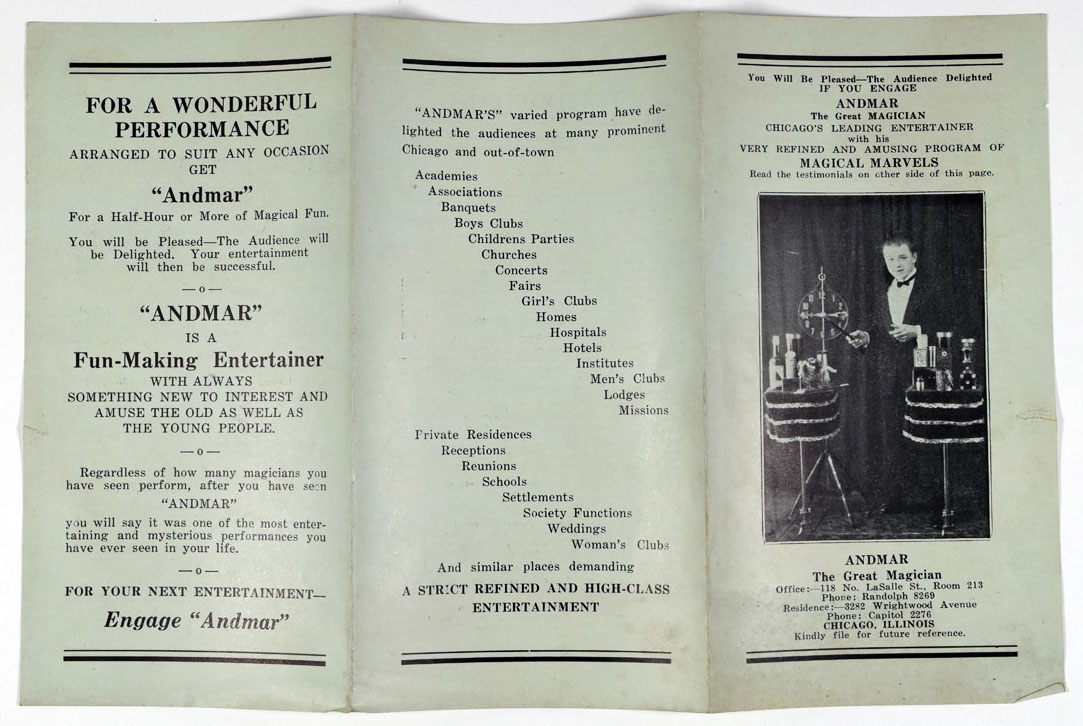 FOR A WONDERFUL
PERFORMANCE
ARRANGED TO SUIT ANY OCCASION
GET
“Andmar”
For a Half-Hour or More of Magical Fun.
You will be Pleased—The Audience will
be Delighted. Your entertainment
will then be successful.
—o—
“ANDMAR”
IS A
Fun-Making Entertainer
WITH ALWAYS
SOMETHING NEW TO INTEREST AND
AMUSE THE OLD AS WELL AS
THE YOUNG PEOPLE.
—o—
Regardless of how many magicians you
have seen perform, after you have seen
“ANDMAR”
you will say it was one of the most enter-
taining and mysterious performances you
have ever seen in your life.
—o—
FOR YOUR NEXT ENTERTAINMENT—
Engage “Andmar”
“ANDMAR’S” varied program have de-
lighted the audiences at many prominent
Chicago and out-of-town
Academies
Associations
Banquets
Boys Clubs
Childrens Parties
Churches
Concerts
Fairs
Girl’s Clubs
Homes
Hospitals
Hotels
Institutes
Men’s Clubs
Lodges
Missions
Private Residences
Receptions
Reunions
Schools
Settlements
Society Functions
Weddings
Woman’s Clubs
And similar places demanding
A STRICT REFINED AND HIGH-CLASS
ENTERTAINMENT
You Will Be Pleased—The Audience Delighted
IF YOU ENGAGE
ANDMAR
The Great MAGICIAN
CHICAGO’S LEADING ENTERTAINER
with his
VERY REFINED AND AMUSING PROGRAM OF
MAGICAL MARVELS
Read the testimonials on other side of this page.
ANDMAR
The Great Magician
Office:—118 No. LaSalle St., Room 213
Phone: Randolph 8269
Residence:—3282 Wrightwood Avenue
Phone: Capitol 2276
CHICAGO, ILLINOIS
Kindly file for future reference.